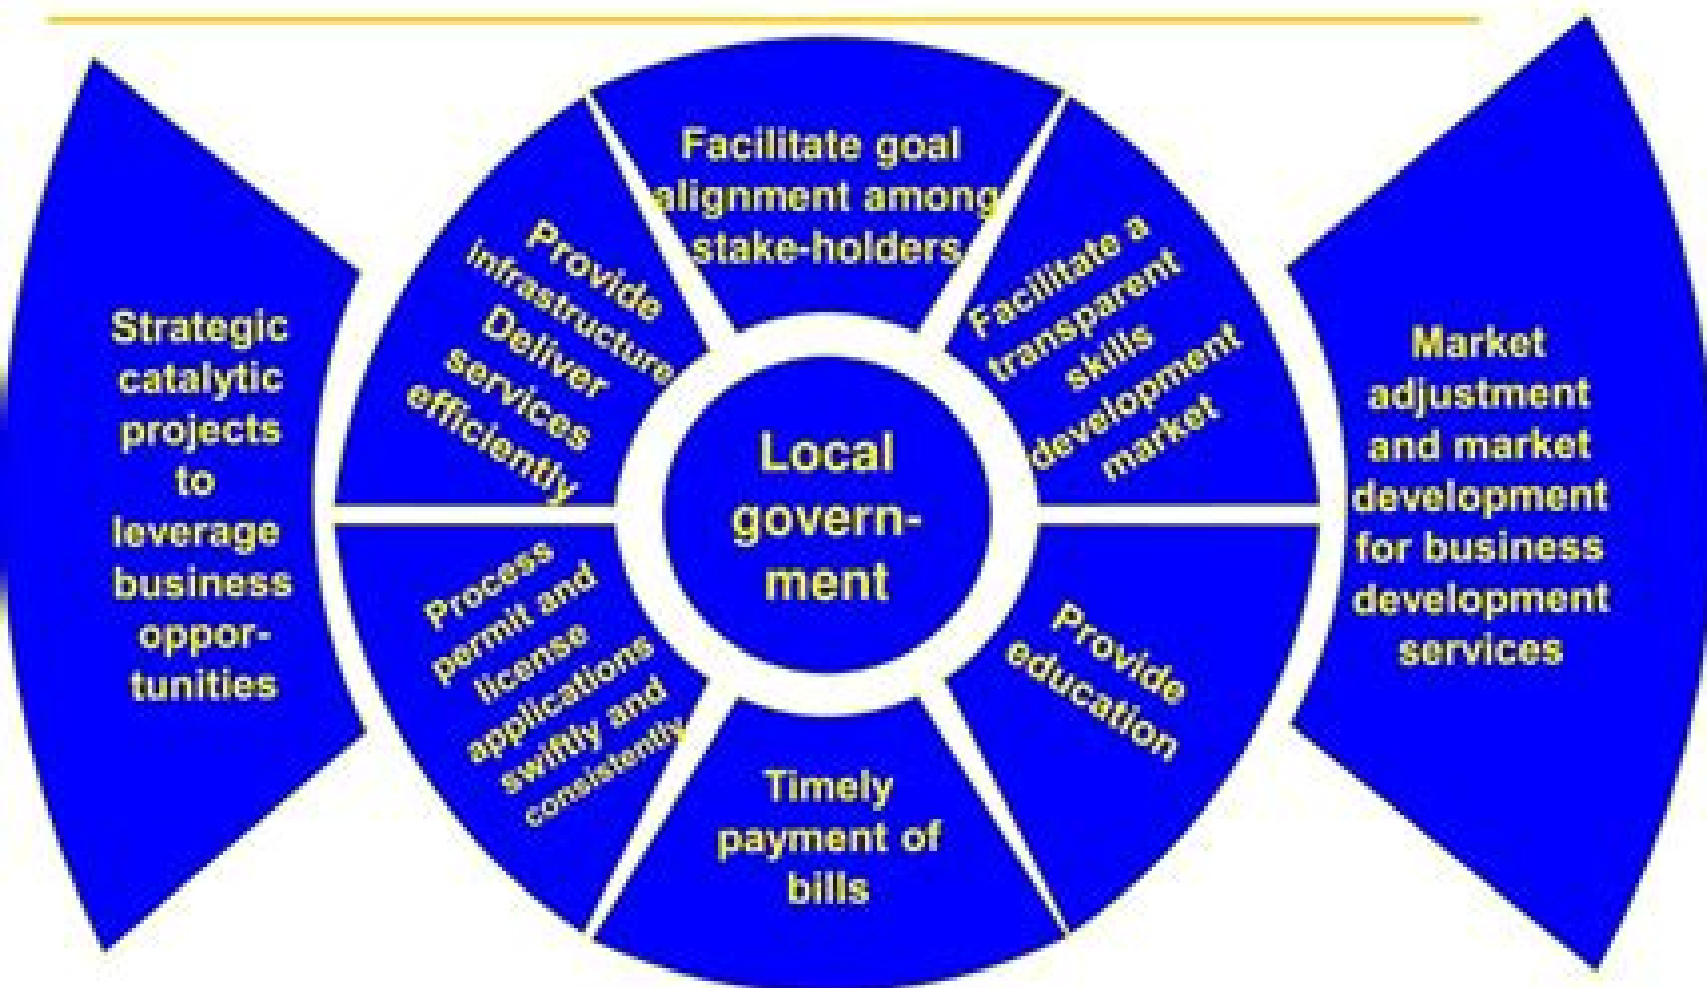 Strategic
catalytic
projects
to
leverage
business
oppor-
tunities
Provide
infrastructure
Deliver
services
efficiently
Facilitate goal
alignment among
stake-holders
Facilitate a
transparent
skills
development
market
Local
govern-
ment
Process
permit and
license
applications
swiftly and
consistently
Timely
payment of
bills
Provide
education
Market
adjustment
and market
development
for business
development
services